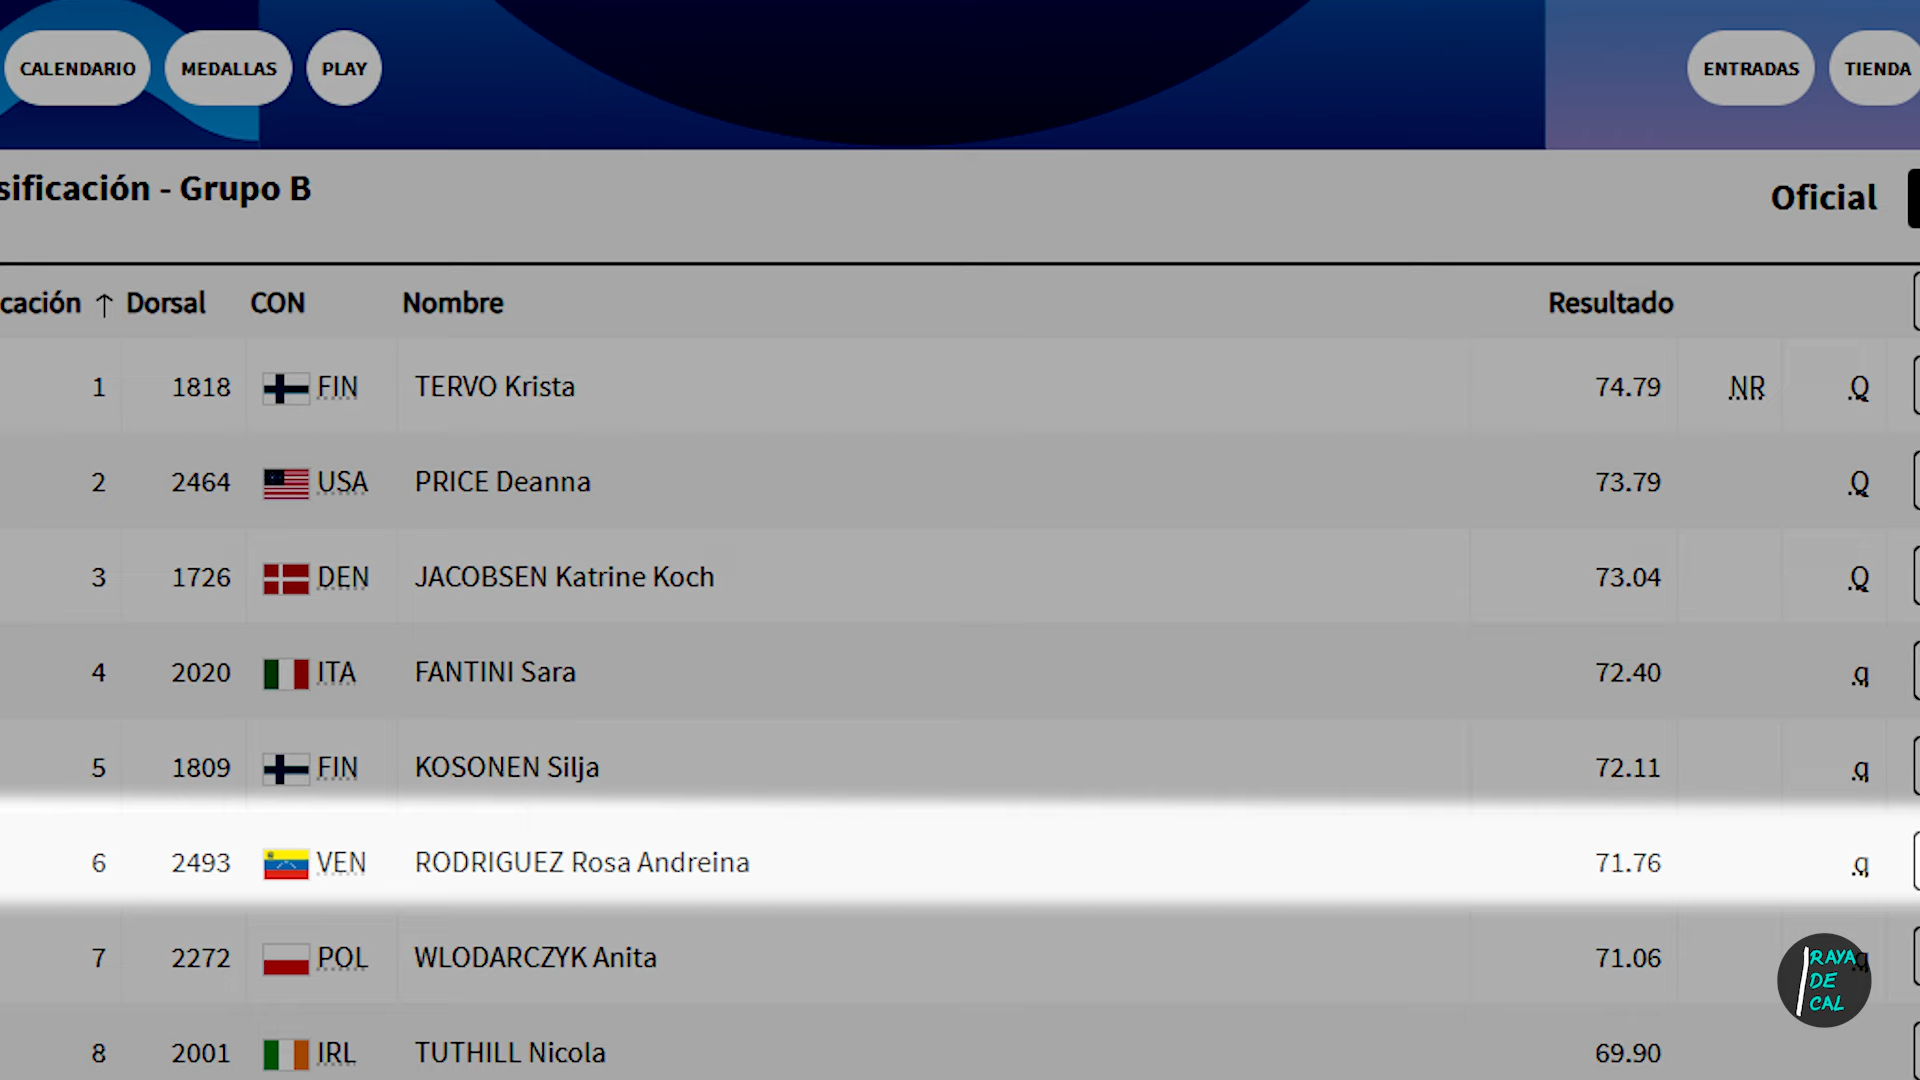 CALENDARIO MEDALLAS PLAY ENTRADAS TIENDA
sificación - Grupo B Oficial
cación ↑ Dorsal CON Nombre Resultado
1 1818 FIN TERVO Krista 74.79 NR Q
2 2464 USA PRICE Deanna 73.79 Q
3 1726 DEN JACOBSEN Katrine Koch 73.04 Q
4 2020 ITA FANTINI Sara 72.40 q
5 1809 FIN KOSONEN Silja 72.11 q
6 2493 VEN RODRIGUEZ Rosa Andreina 71.76 q
7 2272 POL WLODARCZYK Anita 71.06 q
8 2001 IRL TUTHILL Nicola 69.90
RAYA
DE
CAL